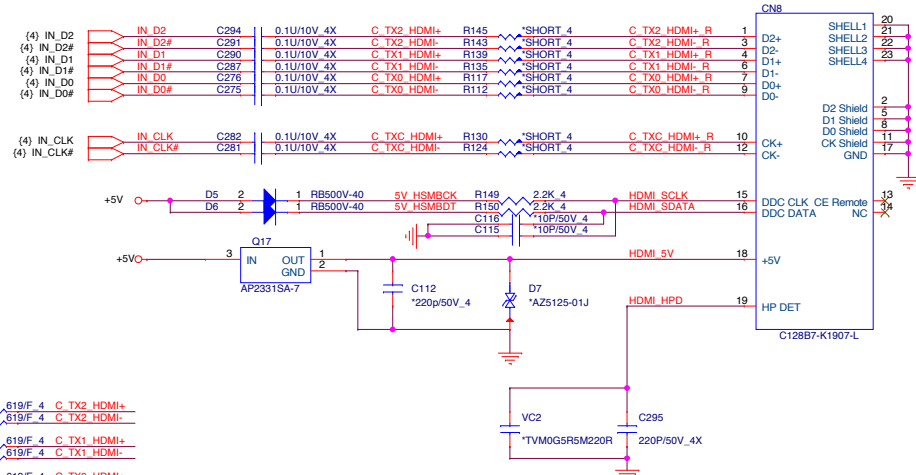 CN8
{4} IN_D2 IN_D2 C294 0.1U/10V_4X C_TX2_HDMI+ R145 *SHORT_4 C_TX2_HDMI+_R 1 D2+ SHELL1 20
{4} IN_D2# IN_D2# C291 0.1U/10V_4X C_TX2_HDMI- R143 *SHORT_4 C_TX2_HDMI-_R 3 D2- SHELL2 21
{4} IN_D1 IN_D1 C290 0.1U/10V_4X C_TX1_HDMI+ R139 *SHORT_4 C_TX1_HDMI+_R 4 D1+ SHELL3 22
{4} IN_D1# IN_D1# C287 0.1U/10V_4X C_TX1_HDMI- R135 *SHORT_4 C_TX1_HDMI-_R 6 D1- SHELL4 23
{4} IN_D0 IN_D0 C276 0.1U/10V_4X C_TX0_HDMI+ R117 *SHORT_4 C_TX0_HDMI+_R 7 D0+
{4} IN_D0# IN_D0# C275 0.1U/10V_4X C_TX0_HDMI- R112 *SHORT_4 C_TX0_HDMI-_R 9 D0-
D2 Shield 2
D1 Shield 5
D0 Shield 8
{4} IN_CLK IN_CLK C282 0.1U/10V_4X C_TXC_HDMI+ R130 *SHORT_4 C_TXC_HDMI+_R 10 CK+ CK Shield 11
{4} IN_CLK# IN_CLK# C281 0.1U/10V_4X C_TXC_HDMI- R124 *SHORT_4 C_TXC_HDMI-_R 12 CK- GND 17
+5V D5 2 1 RB500V-40 5V_HSMBCK R149 2.2K_4 HDMI_SCLK 15 DDC CLK CE Remote 13
D6 2 1 RB500V-40 5V_HSMBDT R150 2.2K_4 HDMI_SDATA 16 DDC DATA NC 14
C116 *10P/50V_4
C115 *10P/50V_4
Q17
+5V 3 IN OUT 1 HDMI_5V 18 +5V
GND 2
AP2331SA-7
C112
*220p/50V_4
D7
*AZ5125-01J
HDMI_HPD 19 HP DET
C128B7-K1907-L
619/F_4 C_TX2_HDMI+
619/F_4 C_TX2_HDMI-
619/F_4 C_TX1_HDMI+
619/F_4 C_TX1_HDMI-
VC2
*TVM0G5R5M220R
C295
220P/50V_4X